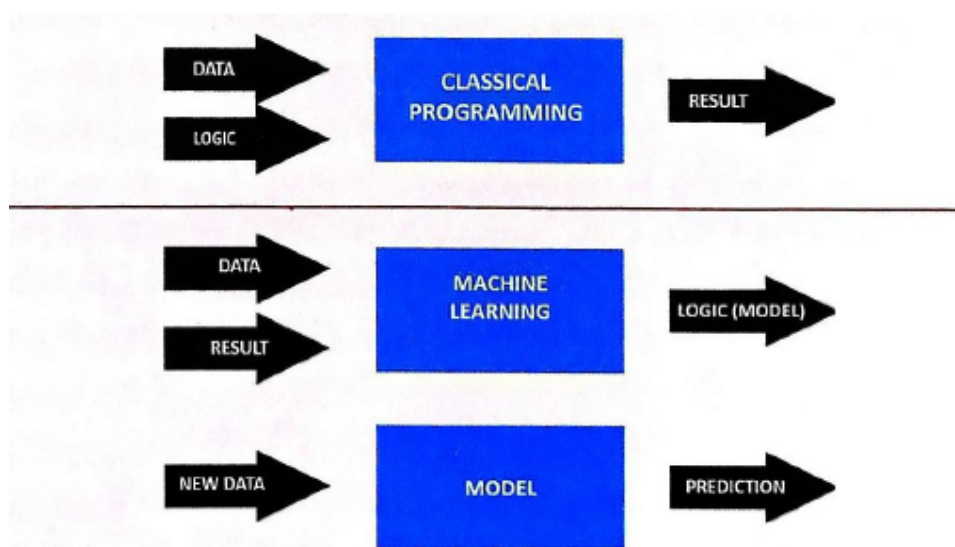 DATA
LOGIC
CLASSICAL
PROGRAMMING
RESULT
DATA
RESULT
MACHINE
LEARNING
LOGIC (MODEL)
NEW DATA
MODEL
PREDICTION